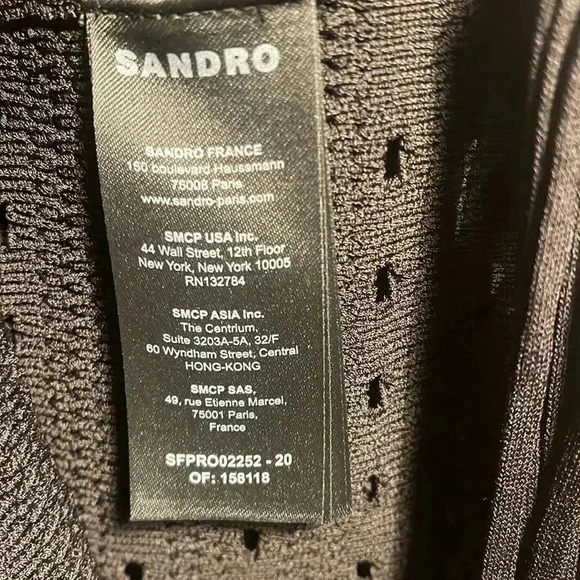 SANDRO
SANDRO FRANCE
150 boulevard Haussmann
75008 Paris
www.sandro-paris.com
SMCP USA Inc.
44 Wall Street, 12th Floor
New York, New York 10005
RN132784
SMCP ASIA Inc.
The Centrium,
Suite 3203A-5A, 32/F
60 Wyndham Street, Central
HONG-KONG
SMCP SAS,
49, rue Etienne Marcel,
75001 Paris,
France
SFPRO02252 - 20
OF: 158118